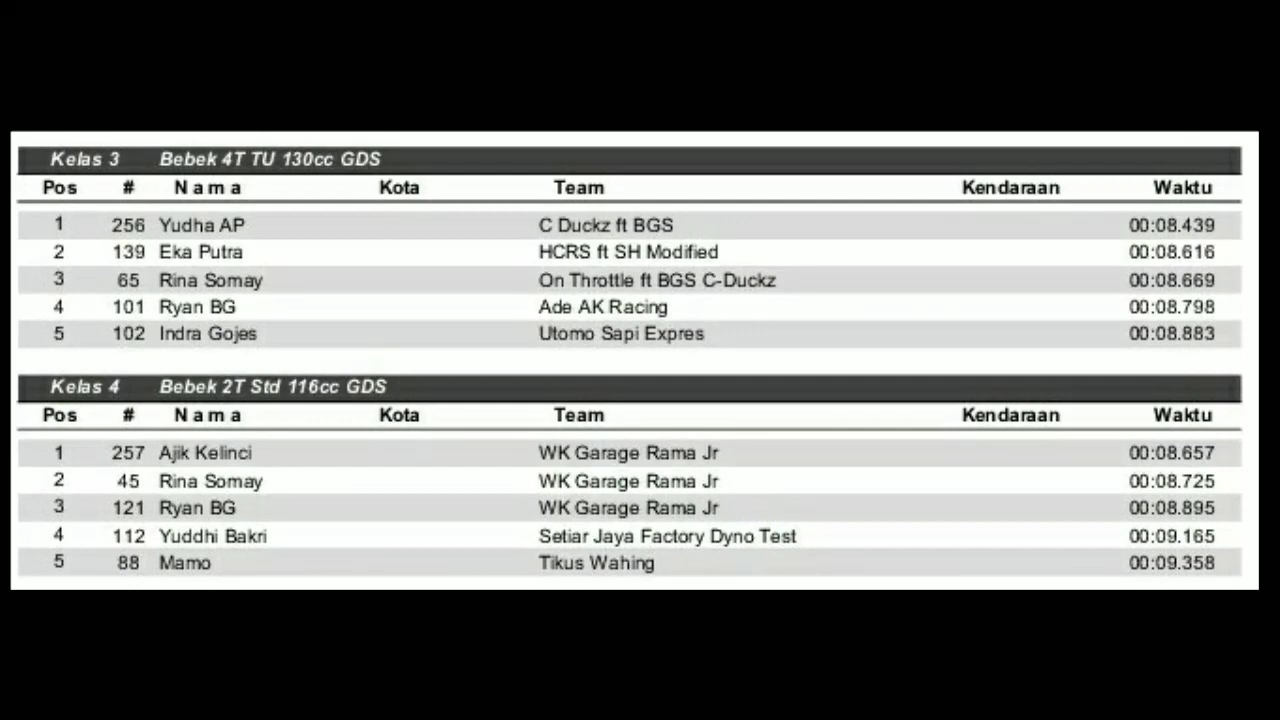 Kelas 3 Bebek 4T TU 130cc GDS
Pos # Nama Kota Team Kendaraan Waktu
1 256 Yudha AP C Duckz ft BGS 00:08.439
2 139 Eka Putra HCRS ft SH Modified 00:08.616
3 65 Rina Somay On Throttle ft BGS C-Duckz 00:08.669
4 101 Ryan BG Ade AK Racing 00:08.798
5 102 Indra Gojes Utomo Sapi Expres 00:08.883
Kelas 4 Bebek 2T Std 116cc GDS
Pos # Nama Kota Team Kendaraan Waktu
1 257 Ajik Kelinci WK Garage Rama Jr 00:08.657
2 45 Rina Somay WK Garage Rama Jr 00:08.725
3 121 Ryan BG WK Garage Rama Jr 00:08.895
4 112 Yuddhi Bakri Setiar Jaya Factory Dyno Test 00:09.165
5 88 Mamo Tikus Wahing 00:09.358